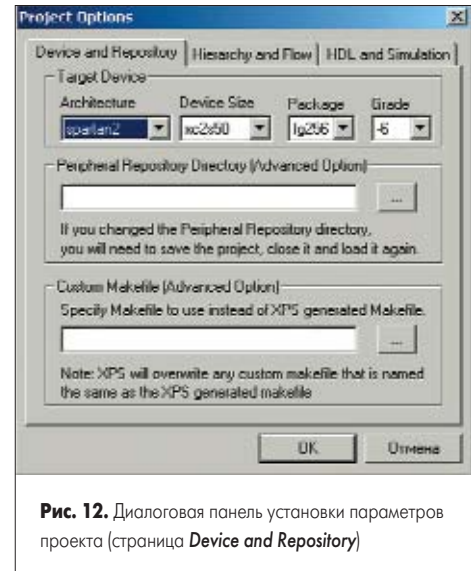 Project Options
Device and Repository Hierarchy and Flow HDL and Simulation
Target Device
Architecture Device Size Package Grade
spartan2 xc2s50 fg256 -6
Peripheral Repository Directory (Advanced Option)
...
If you changed the Peripheral Repository directory,
you will need to save the project, close it and load it again.
Custom Makefile (Advanced Option)
Specify Makefile to use instead of XPS generated Makefile.
...
Note: XPS will overwrite any custom makefile that is named
the same as the XPS generated makefile
OK Отмена
Рис. 12. Диалоговая панель установки параметров
проекта (страница Device and Repository)